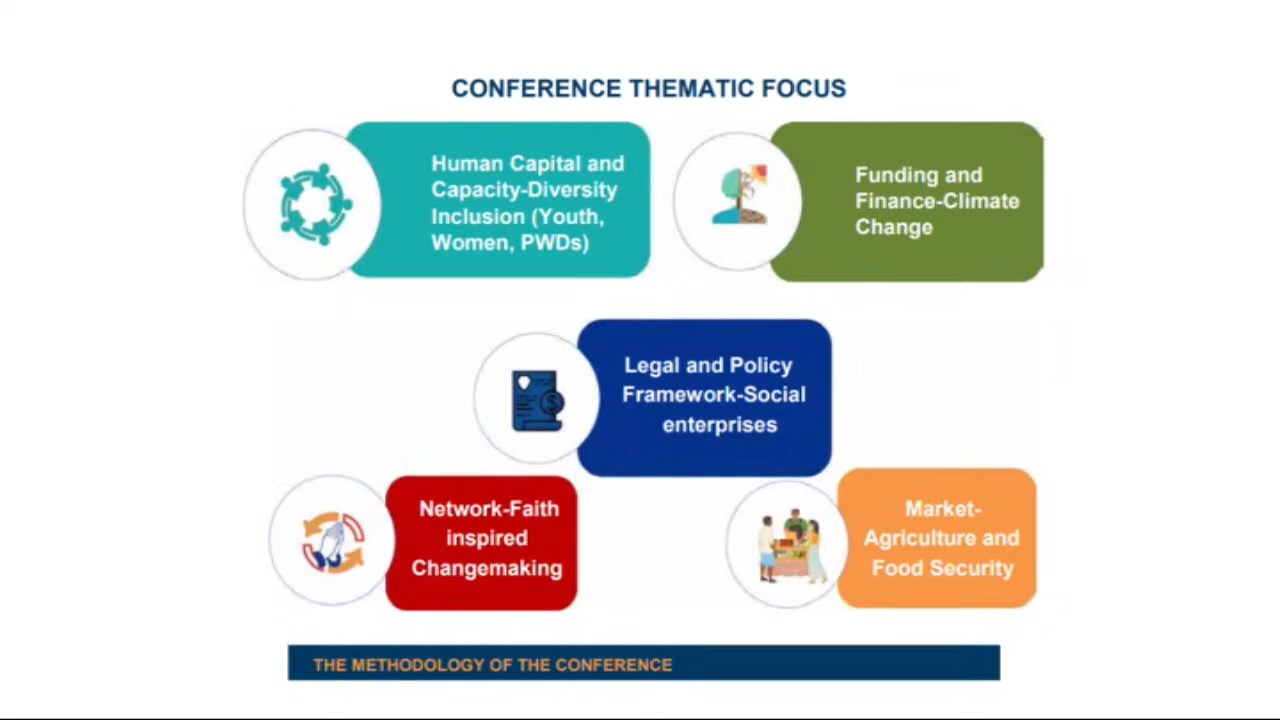 CONFERENCE THEMATIC FOCUS
Human Capital and
Capacity-Diversity
Inclusion (Youth,
Women, PWDs)
Funding and
Finance-Climate
Change
Legal and Policy
Framework-Social
enterprises
Network-Faith
inspired
Changemaking
Market-
Agriculture and
Food Security
THE METHODOLOGY OF THE CONFERENCE